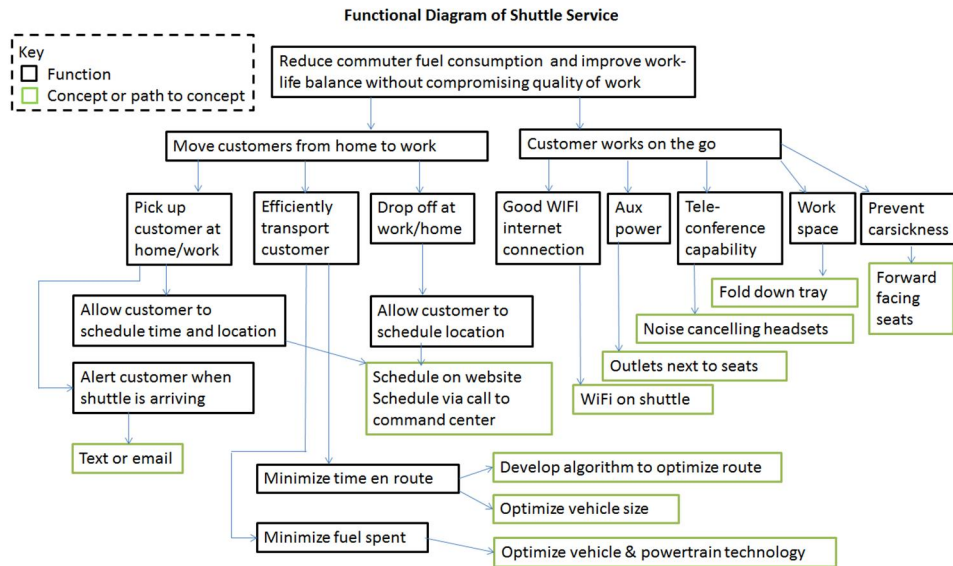 Functional Diagram of Shuttle Service
Key
Function
Concept or path to concept
Reduce commuter fuel consumption and improve work-
life balance without compromising quality of work
Move customers from home to work
Customer works on the go
Pick up
customer at
home/work
Efficiently
transport
customer
Drop off at
work/home
Good WIFI
internet
connection
Aux
power
Tele-
conference
capability
Work
space
Prevent
carsickness
Forward
facing
seats
Fold down tray
Allow customer to
schedule time and location
Allow customer to
schedule location
Noise cancelling headsets
Outlets next to seats
Alert customer when
shuttle is arriving
Schedule on website
Schedule via call to
command center
WiFi on shuttle
Text or email
Minimize time en route
Develop algorithm to optimize route
Optimize vehicle size
Minimize fuel spent
Optimize vehicle & powertrain technology